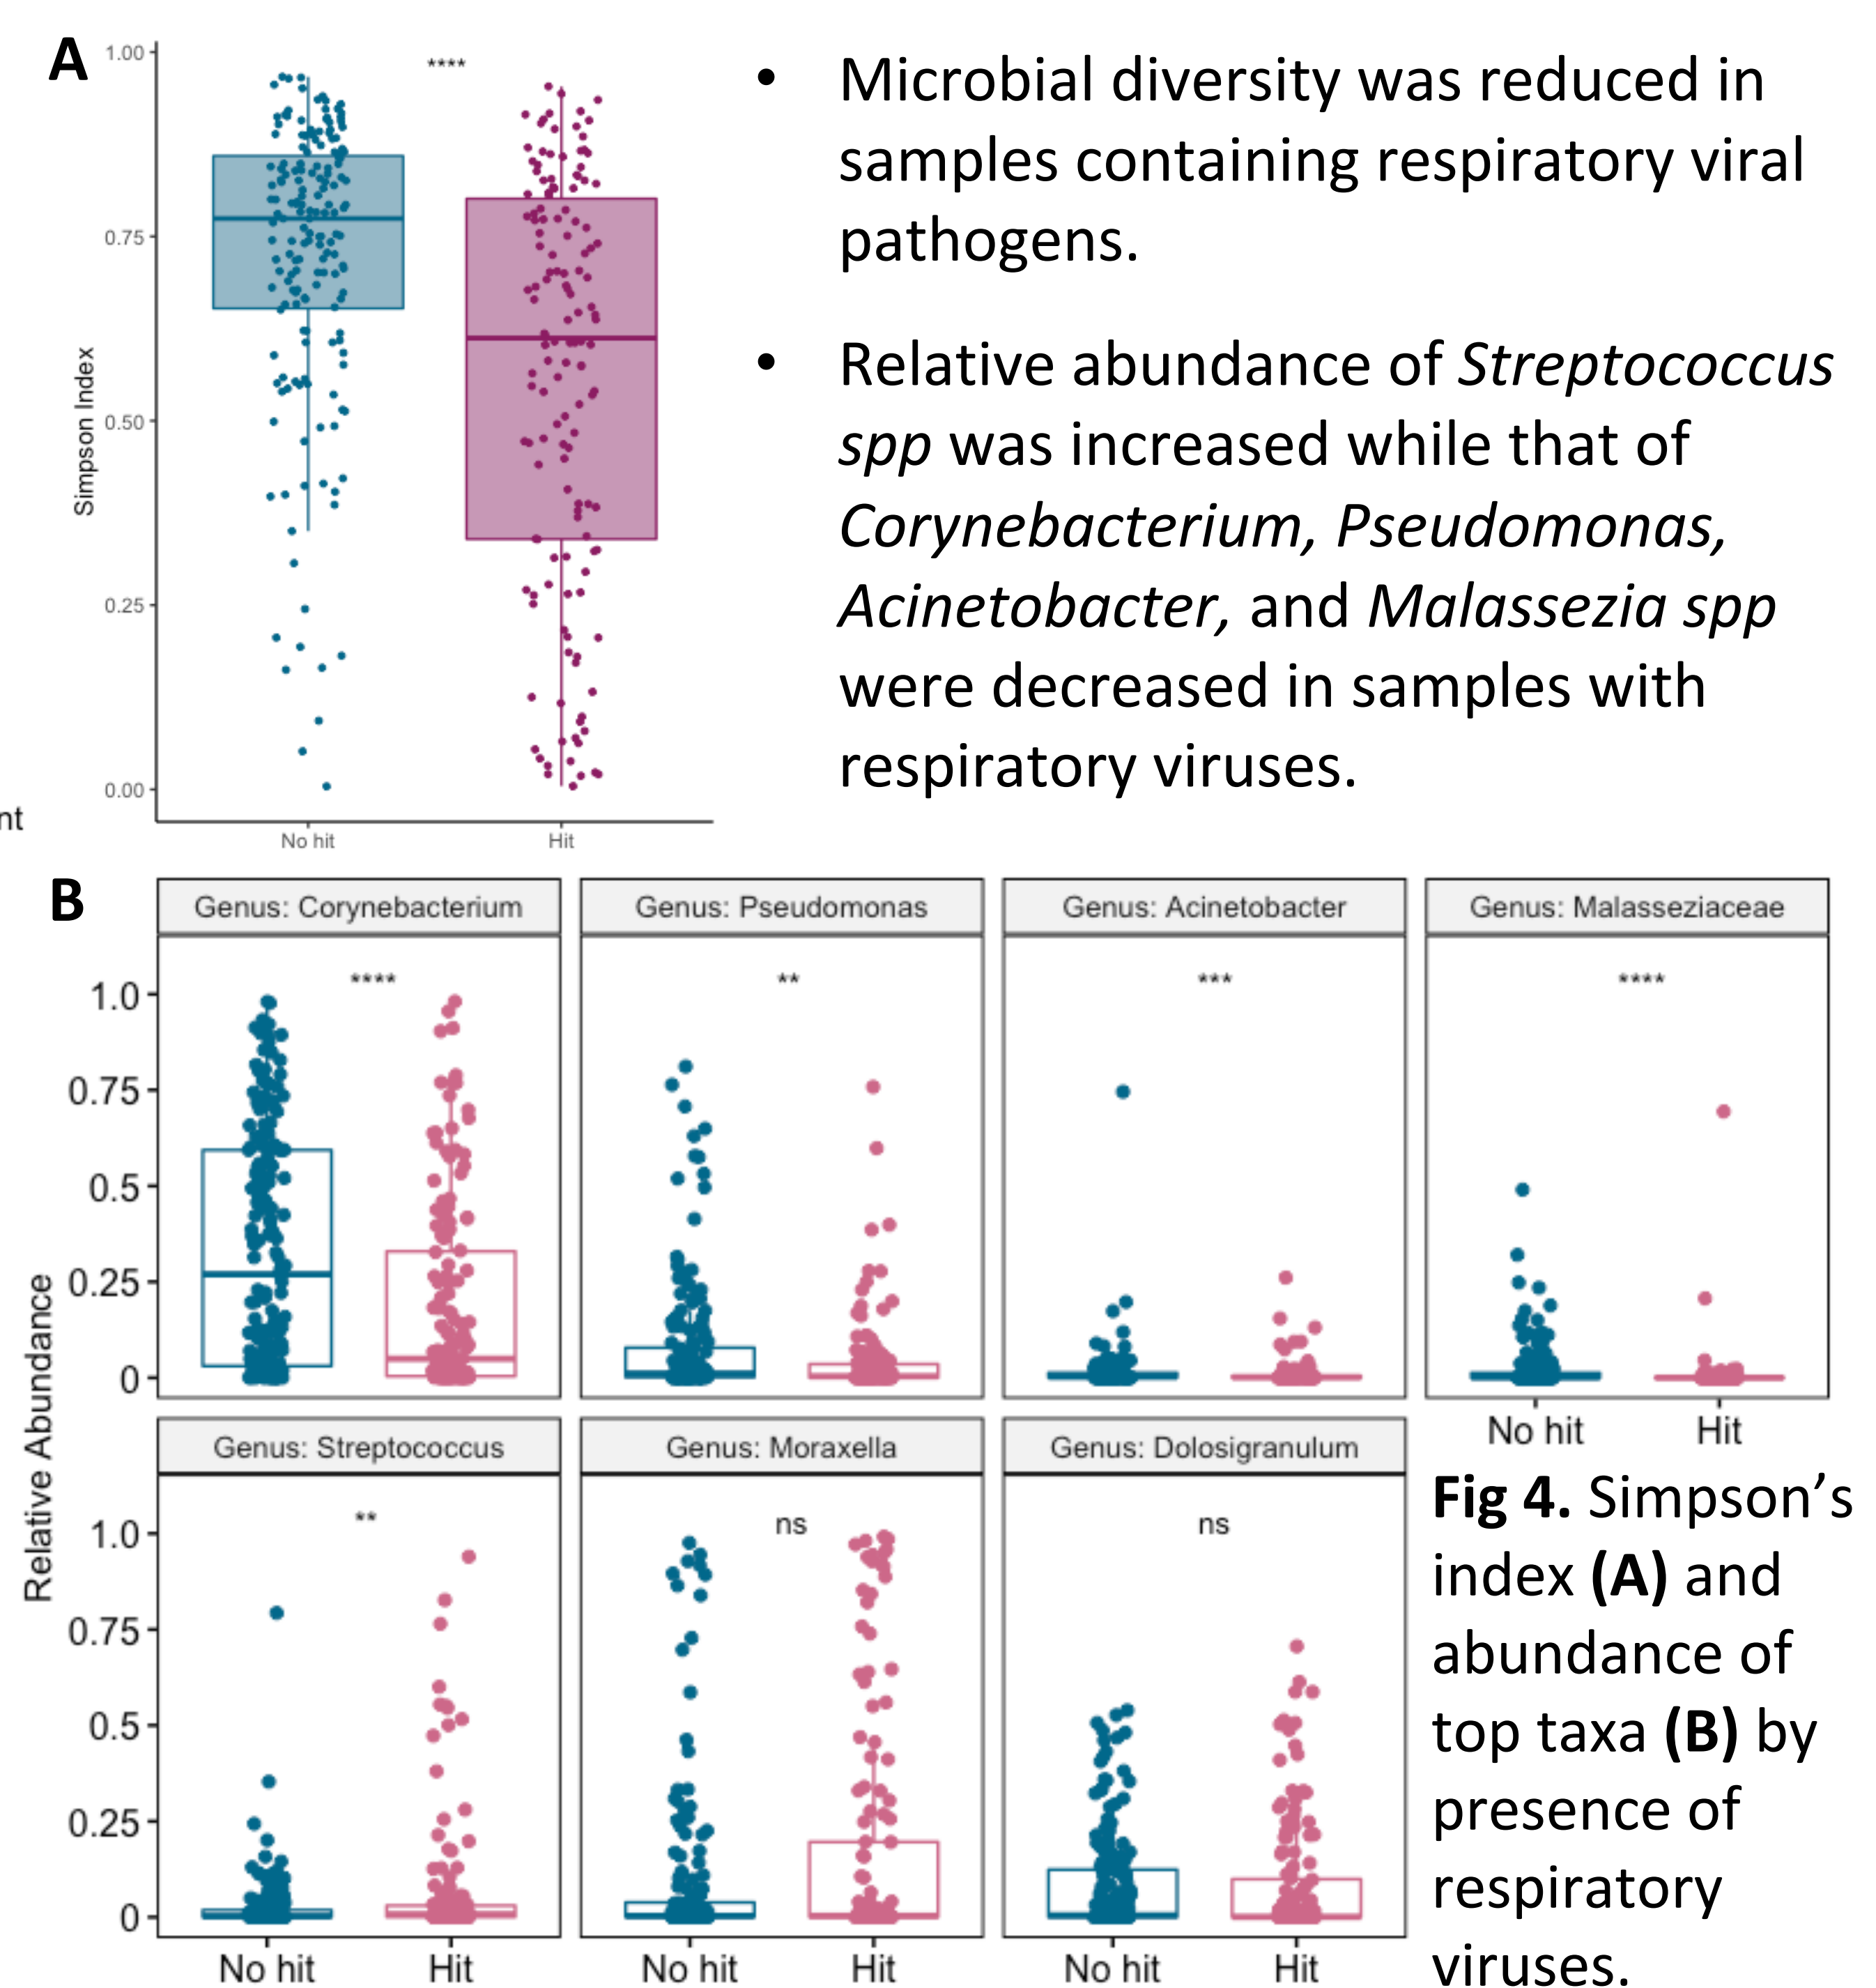 A
1.00
0.75
0.50
0.25
0.00
Simpson Index
****
No hit
Hit
nt
• Microbial diversity was reduced in
samples containing respiratory viral
pathogens.
• Relative abundance of Streptococcus
spp was increased while that of
Corynebacterium, Pseudomonas,
Acinetobacter, and Malassezia spp
were decreased in samples with
respiratory viruses.
B
Relative Abundance
Genus: Corynebacterium
Genus: Pseudomonas
Genus: Acinetobacter
Genus: Malasseziaceae
****
**
***
****
1.0
0.75
0.5
0.25
0
No hit
Hit
Genus: Streptococcus
Genus: Moraxella
Genus: Dolosigranulum
**
ns
ns
1.0
0.75
0.5
0.25
0
No hit
Hit
No hit
Hit
No hit
Hit
Fig 4. Simpson’s
index (A) and
abundance of
top taxa (B) by
presence of
respiratory
viruses.